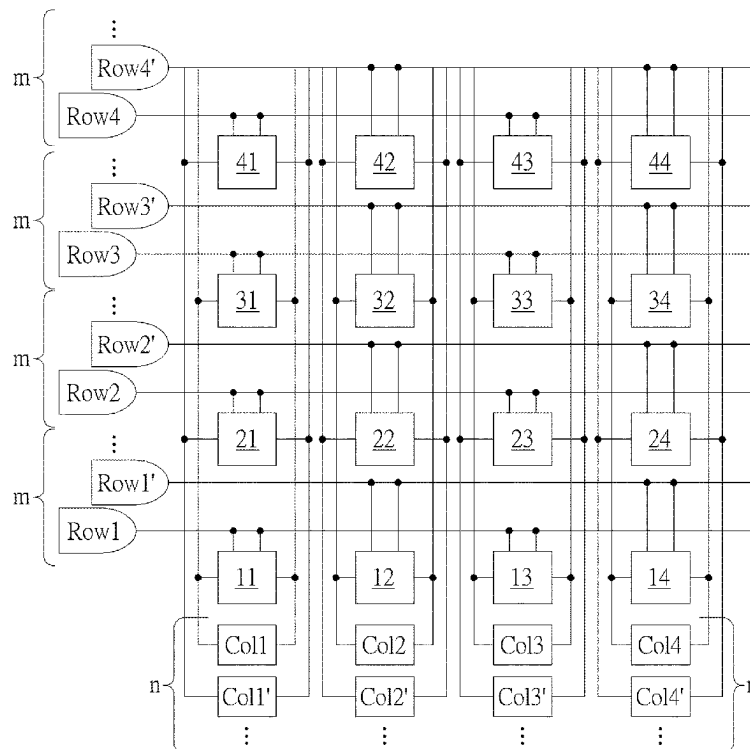 ⋮
m
Row4'
Row4
41 42 43 44
⋮
m
Row3'
Row3
31 32 33 34
⋮
m
Row2'
Row2
21 22 23 24
⋮
m
Row1'
Row1
11 12 13 14
Col1 Col2 Col3 Col4
n n
Col1' Col2' Col3' Col4'
⋮ ⋮ ⋮ ⋮